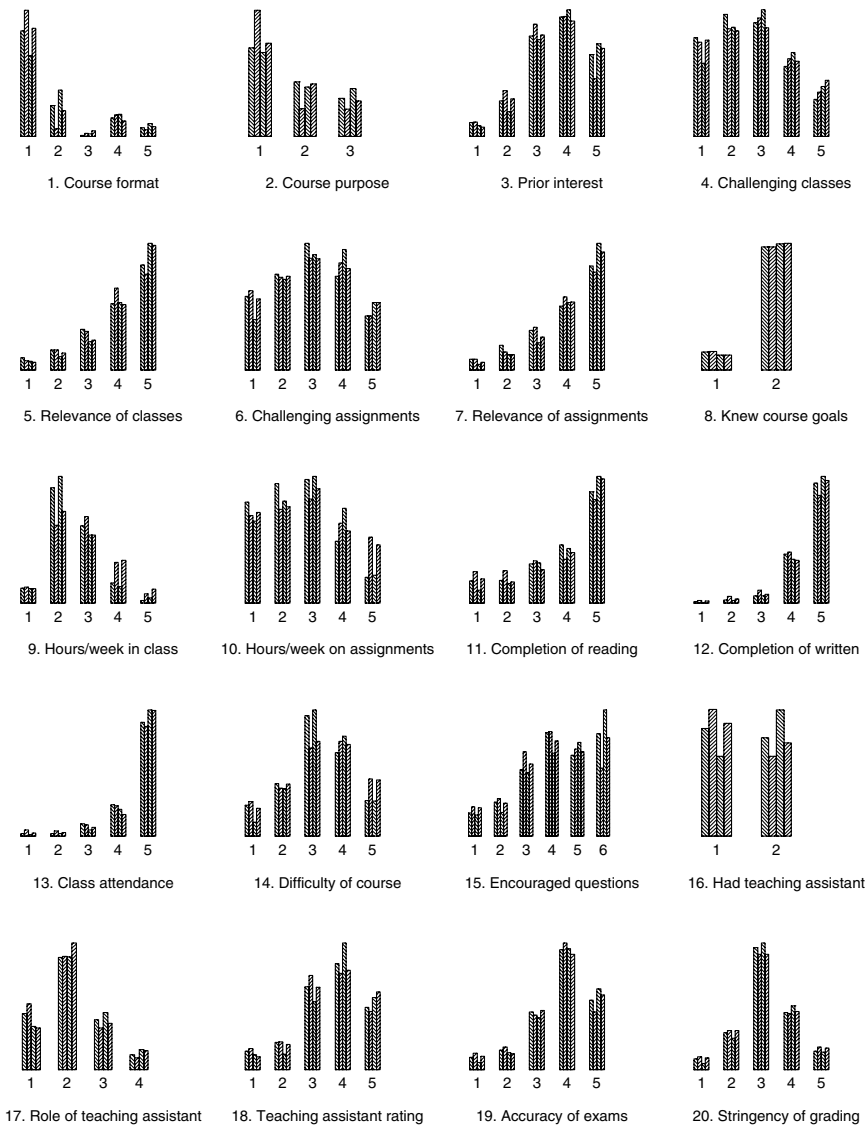 1 2 3 4 5
1. Course format
1 2 3
2. Course purpose
1 2 3 4 5
3. Prior interest
1 2 3 4 5
4. Challenging classes
1 2 3 4 5
5. Relevance of classes
1 2 3 4 5
6. Challenging assignments
1 2 3 4 5
7. Relevance of assignments
1 2
8. Knew course goals
1 2 3 4 5
9. Hours/week in class
1 2 3 4 5
10. Hours/week on assignments
1 2 3 4 5
11. Completion of reading
1 2 3 4 5
12. Completion of written
1 2 3 4 5
13. Class attendance
1 2 3 4 5
14. Difficulty of course
1 2 3 4 5 6
15. Encouraged questions
1 2
16. Had teaching assistant
1 2 3 4
17. Role of teaching assistant
1 2 3 4 5
18. Teaching assistant rating
1 2 3 4 5
19. Accuracy of exams
1 2 3 4 5
20. Stringency of grading